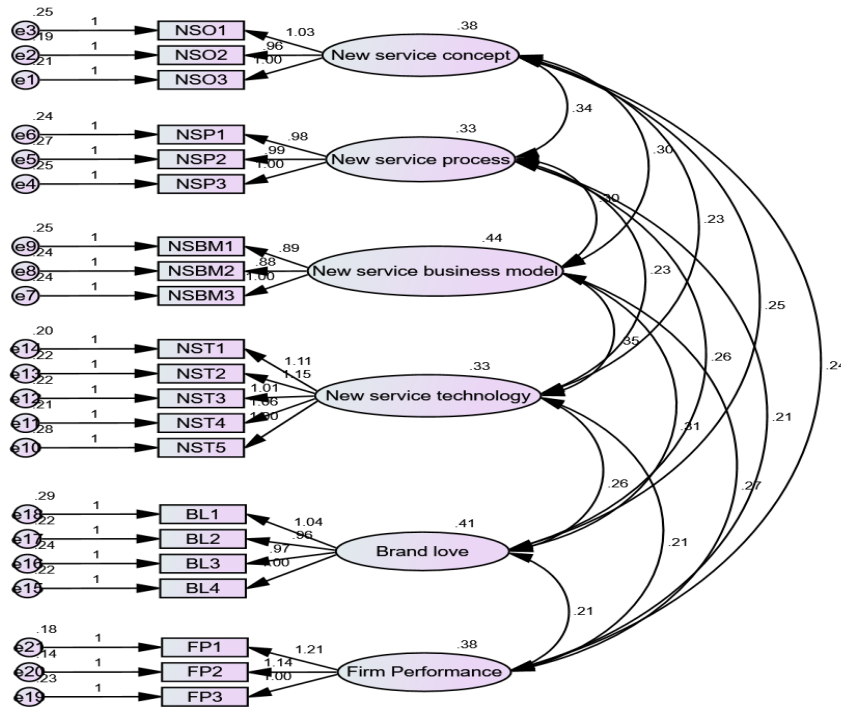 .25
e3 1 NSO1 1.03 .38
.19
e2 1 NSO2 .96 New service concept
.21
e1 1 NSO3 1.00
.34
.24
e6 1 NSP1 .98 .33
.27
e5 1 NSP2 .99 New service process
.25
e4 1 NSP3 1.00
.30
.30
.23
.25
e9 1 NSBM1 .89 .44
.24
e8 1 NSBM2 .88 New service business model
.24
e7 1 NSBM3 1.00
.23
.25
.35
.26
.24
.20
e14 1 NST1 1.11 .33
.22
e13 1 NST2 1.15
.22
e12 1 NST3 1.01 New service technology
.21
e11 1 NST4
.28
e10 1 NST5 1.00
.21
.31
.26
.27
.29
e18 1 BL1 1.04 .41
.22
e17 1 BL2 .96
.24
e16 1 BL3 .97 Brand love
.22
e15 1 BL4 1.00
.21
.21
.18
e21 1 FP1 1.21 .38
.14
e20 1 FP2 1.14 Firm Performance
.23
e19 1 FP3 1.00